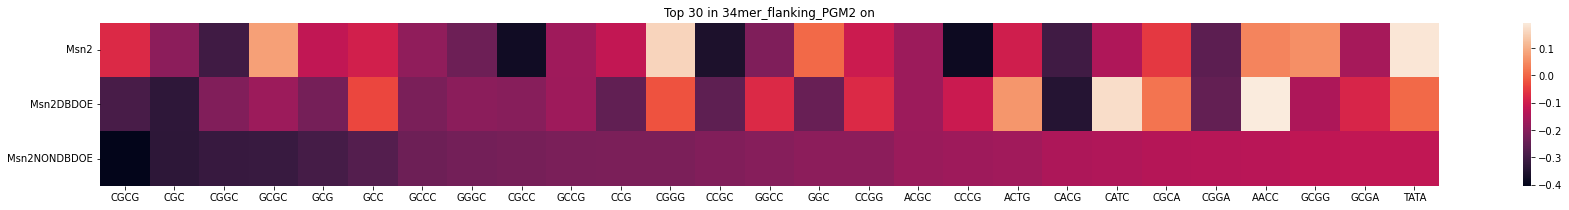 Top 30 in 34mer_flanking_PGM2 on
Msn2
Msn2DBDOE
Msn2NONDBDOE
CGCG CGC CGGC GCGC GCG GCC GCCC GGGC CGCC GCCG CCG CGGG CCGC GGCC GGC CCGG ACGC CCCG ACTG CACG CATC CGCA CGGA AACC GCGG GCGA TATA
0.1
0.0
−0.1
−0.2
−0.3
−0.4